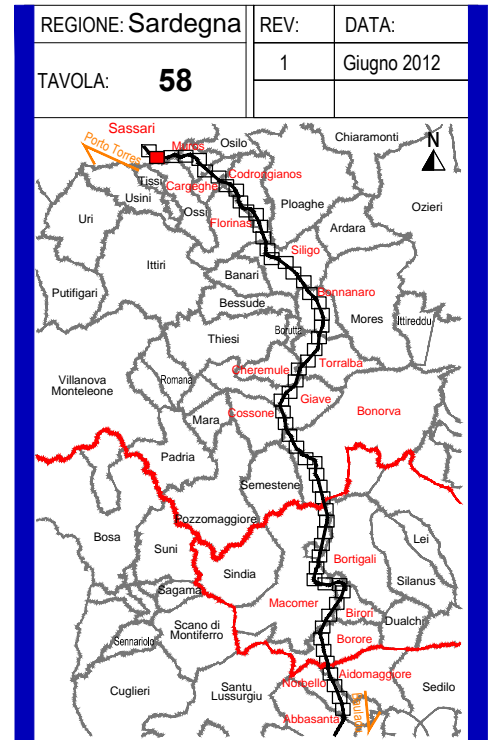 REGIONE: Sardegna
REV:
DATA:
TAVOLA: 58
1
Giugno 2012
Sassari
Chiaramonti
N
Porto Torres
Muros
Osilo
Tissi
Cargeghe
Codrongianos
Usini
Ossi
Ploaghe
Ozieri
Uri
Florinas
Ardara
Ittiri
Siligo
Banari
Putifigari
Bessude
Bonnanaro
Mores
Ittireddu
Borutta
Thiesi
Cheremule
Torralba
Villanova
Monteleone
Romana
Giave
Cossone
Bonorva
Mara
Padria
Semestene
Pozzomaggiore
Bosa
Suni
Lei
Bortigali
Sindia
Silanus
Sagama
Macomer
Birori
Dualchi
Scano di
Montiferro
Sennariolo
Borore
Aidomaggiore
Norbello
Cuglieri
Santu
Lussurgiu
Sedilo
Abbasanta